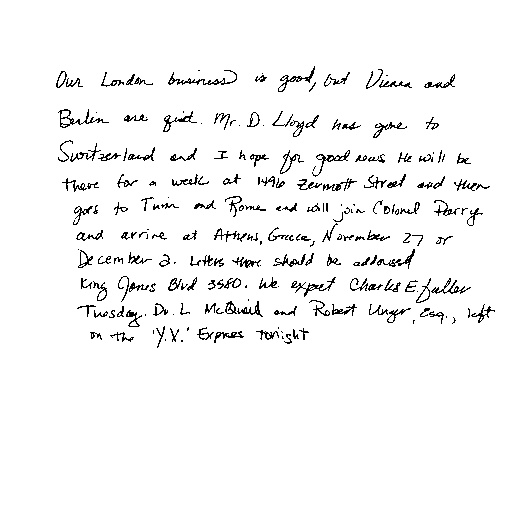 Our London business is good, but Vienna and
Berlin are quiet. Mr. D. Lloyd has gone to
Switzerland and I hope for good news. He will be
there for a week at 1496 Zermott Street and then
goes to Turin and Rome and will join Colonel Parry
and arrive at Athens, Greece, November 27 or
December 2. Letters there should be addressed
King James Blvd 3580. We expect Charles E. Fuller
Tuesday. Dr. L McQuaid and Robert Unger, Esq., left
on the 'Y.X.' Express tonight